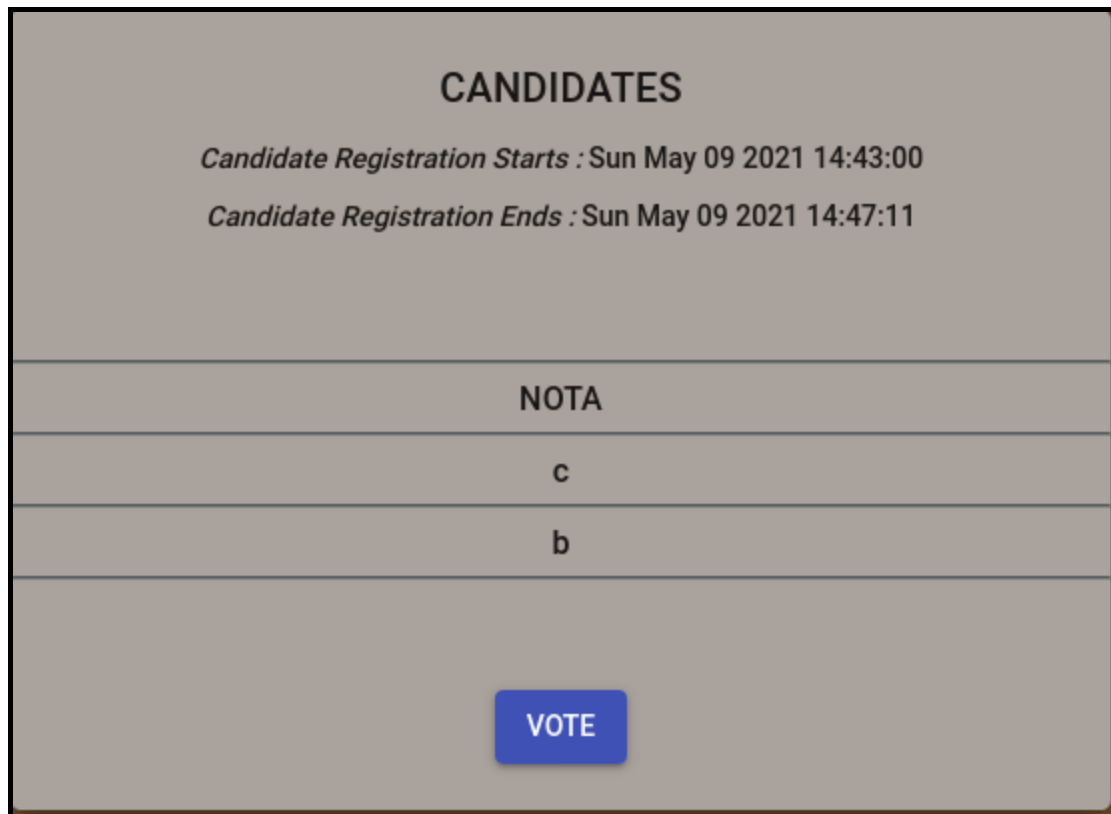 CANDIDATES
Candidate Registration Starts : Sun May 09 2021 14:43:00
Candidate Registration Ends : Sun May 09 2021 14:47:11
NOTA
c
b
VOTE